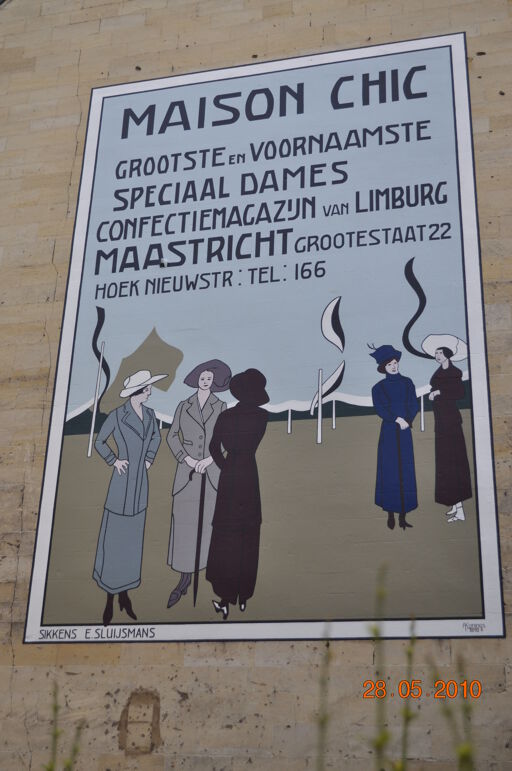 MAISON CHIC
GROOTSTE EN VOORNAAMSTE
SPECIAAL DAMES
CONFECTIEMAGAZIJN VAN LIMBURG
MAASTRICHT GROOTESTAAT 22
HOEK NIEUWSTR: TEL: 166
SIKKENS E. SLUIJSMANS
28.05.2010